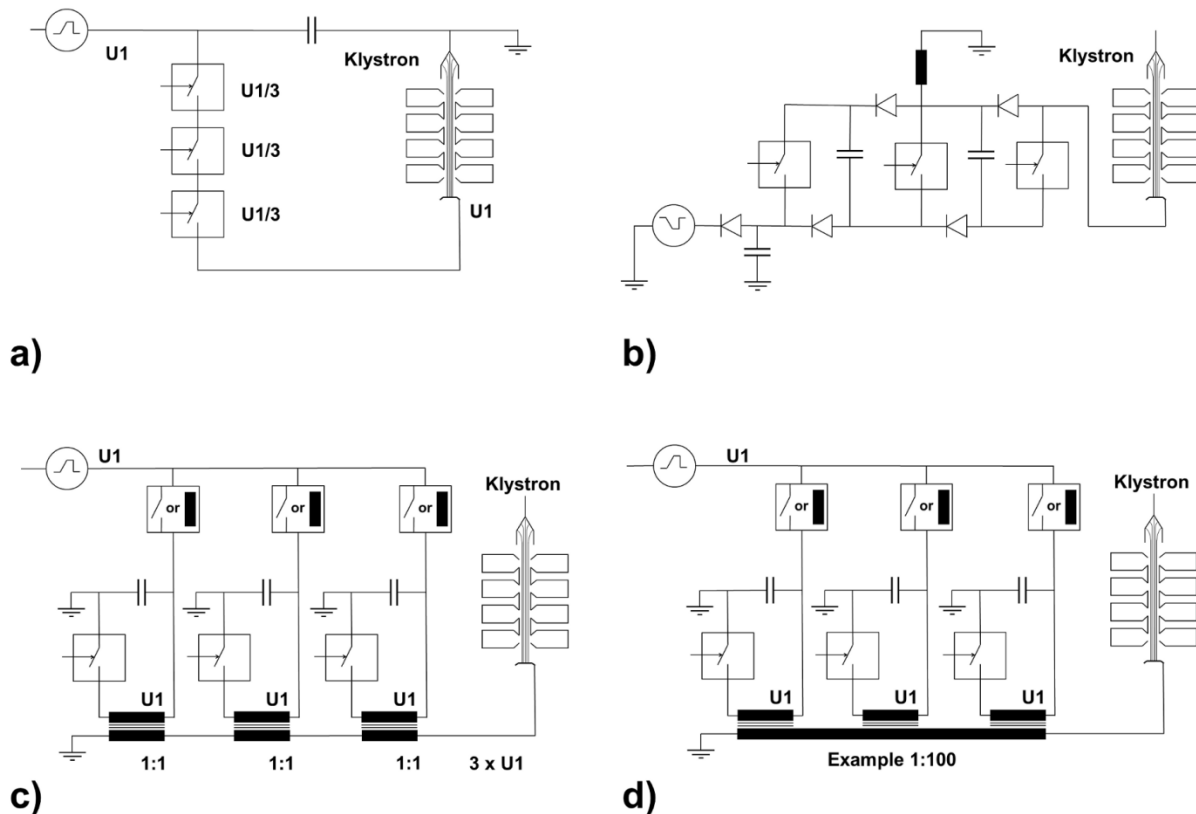 U1
Klystron
U1/3
U1/3
U1/3
U1
a)
Klystron
b)
U1
or
or
or
Klystron
U1
U1
U1
1:1
1:1
1:1
3 x U1
c)
U1
or
or
or
Klystron
U1
U1
U1
Example 1:100
d)